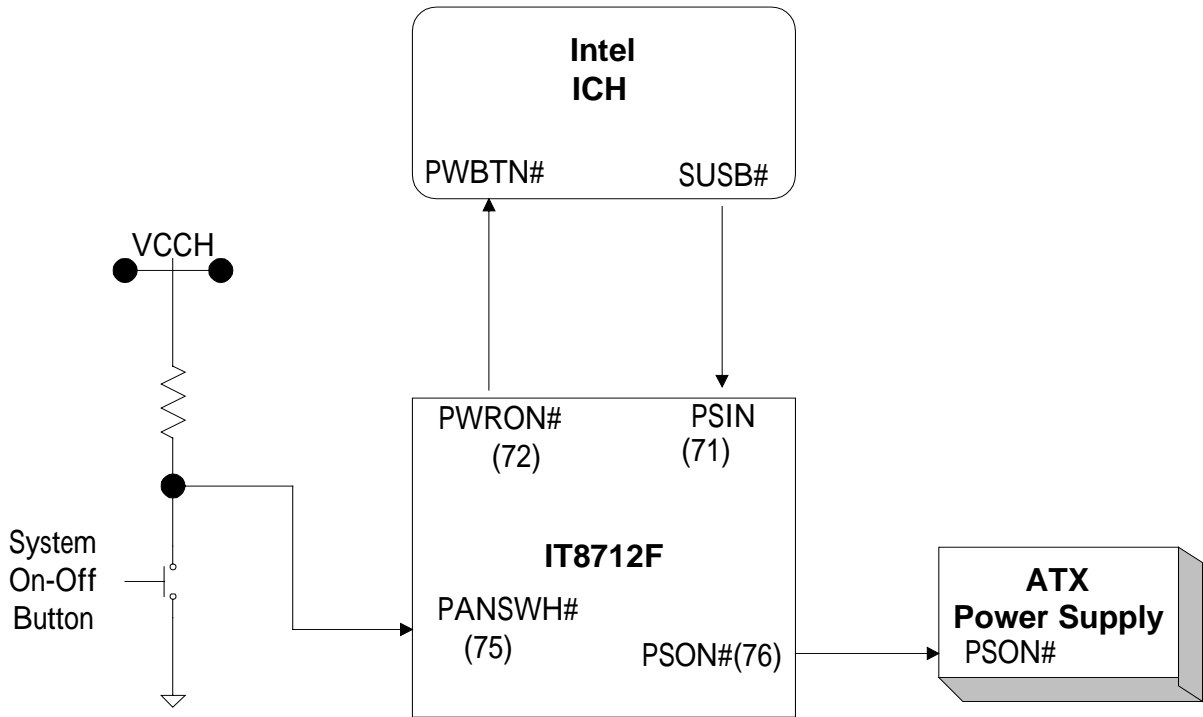 Intel
ICH
PWBTN#
SUSB#
VCCH
PWRON#
(72)
PSIN
(71)
System
On-Off
Button
IT8712F
PANSWH#
(75)
PSON#(76)
ATX
Power Supply
PSON#